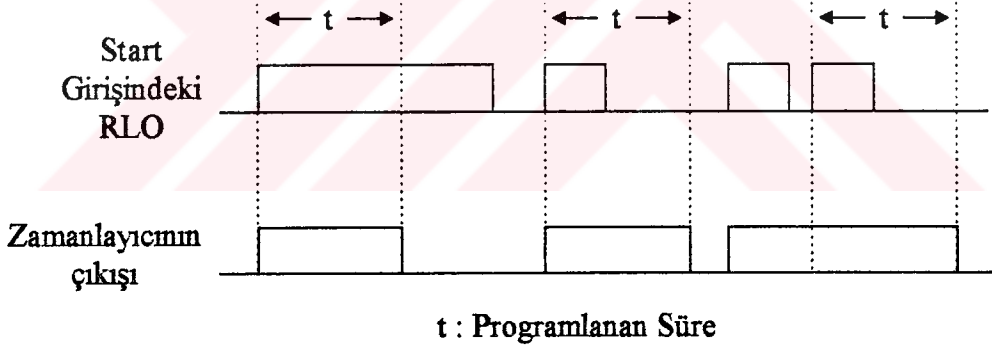 t t t
Start
Girişindeki
RLO
Zamanlayıcının
çıkışı
t : Programlanan Süre